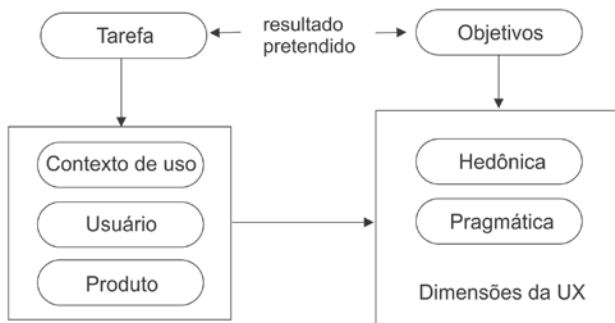 Tarefa
resultado
pretendido
Objetivos
Contexto de uso
Usuário
Produto
Hedônica
Pragmática
Dimensões da UX